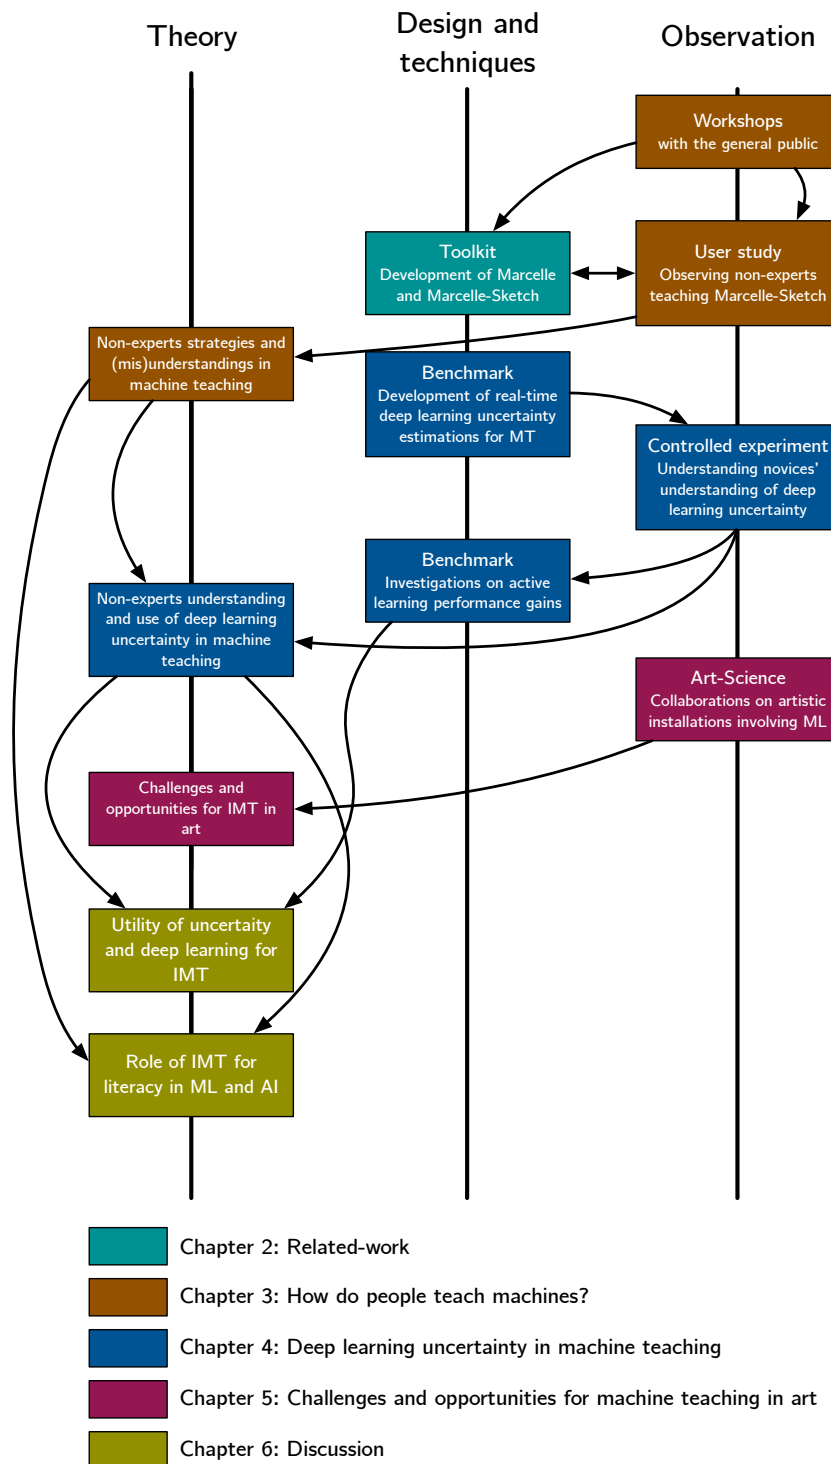 Theory
Design and
techniques
Observation
Workshops
with the general public
Toolkit
Development of Marcelle
and Marcelle-Sketch
User study
Observing non-experts
teaching Marcelle-Sketch
Non-experts strategies and
(mis)understandings in
machine teaching
Benchmark
Development of real-time
deep learning uncertainty
estimations for MT
Controlled experiment
Understanding novices'
understanding of deep
learning uncertainty
Benchmark
Investigations on active
learning performance gains
Non-experts understanding
and use of deep learning
uncertainty in machine
teaching
Art-Science
Collaborations on artistic
installations involving ML
Challenges and
opportunities for IMT in
art
Utility of uncertaity
and deep learning for
IMT
Role of IMT for
literacy in ML and AI
Chapter 2: Related-work
Chapter 3: How do people teach machines?
Chapter 4: Deep learning uncertainty in machine teaching
Chapter 5: Challenges and opportunities for machine teaching in art
Chapter 6: Discussion